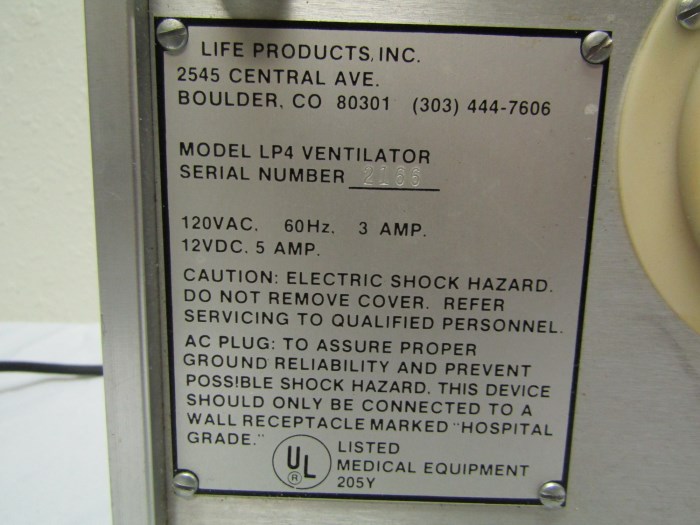 LIFE PRODUCTS, INC.
2545 CENTRAL AVE.
BOULDER, CO 80301 (303) 444-7606
MODEL LP4 VENTILATOR
SERIAL NUMBER 2166
120VAC. 60Hz. 3 AMP.
12VDC. 5 AMP.
CAUTION: ELECTRIC SHOCK HAZARD.
DO NOT REMOVE COVER. REFER
SERVICING TO QUALIFIED PERSONNEL.
AC PLUG: TO ASSURE PROPER
GROUND RELIABILITY AND PREVENT
POSSIBLE SHOCK HAZARD, THIS DEVICE
SHOULD ONLY BE CONNECTED TO A
WALL RECEPTACLE MARKED "HOSPITAL
GRADE."
UL
®
LISTED
MEDICAL EQUIPMENT
205Y